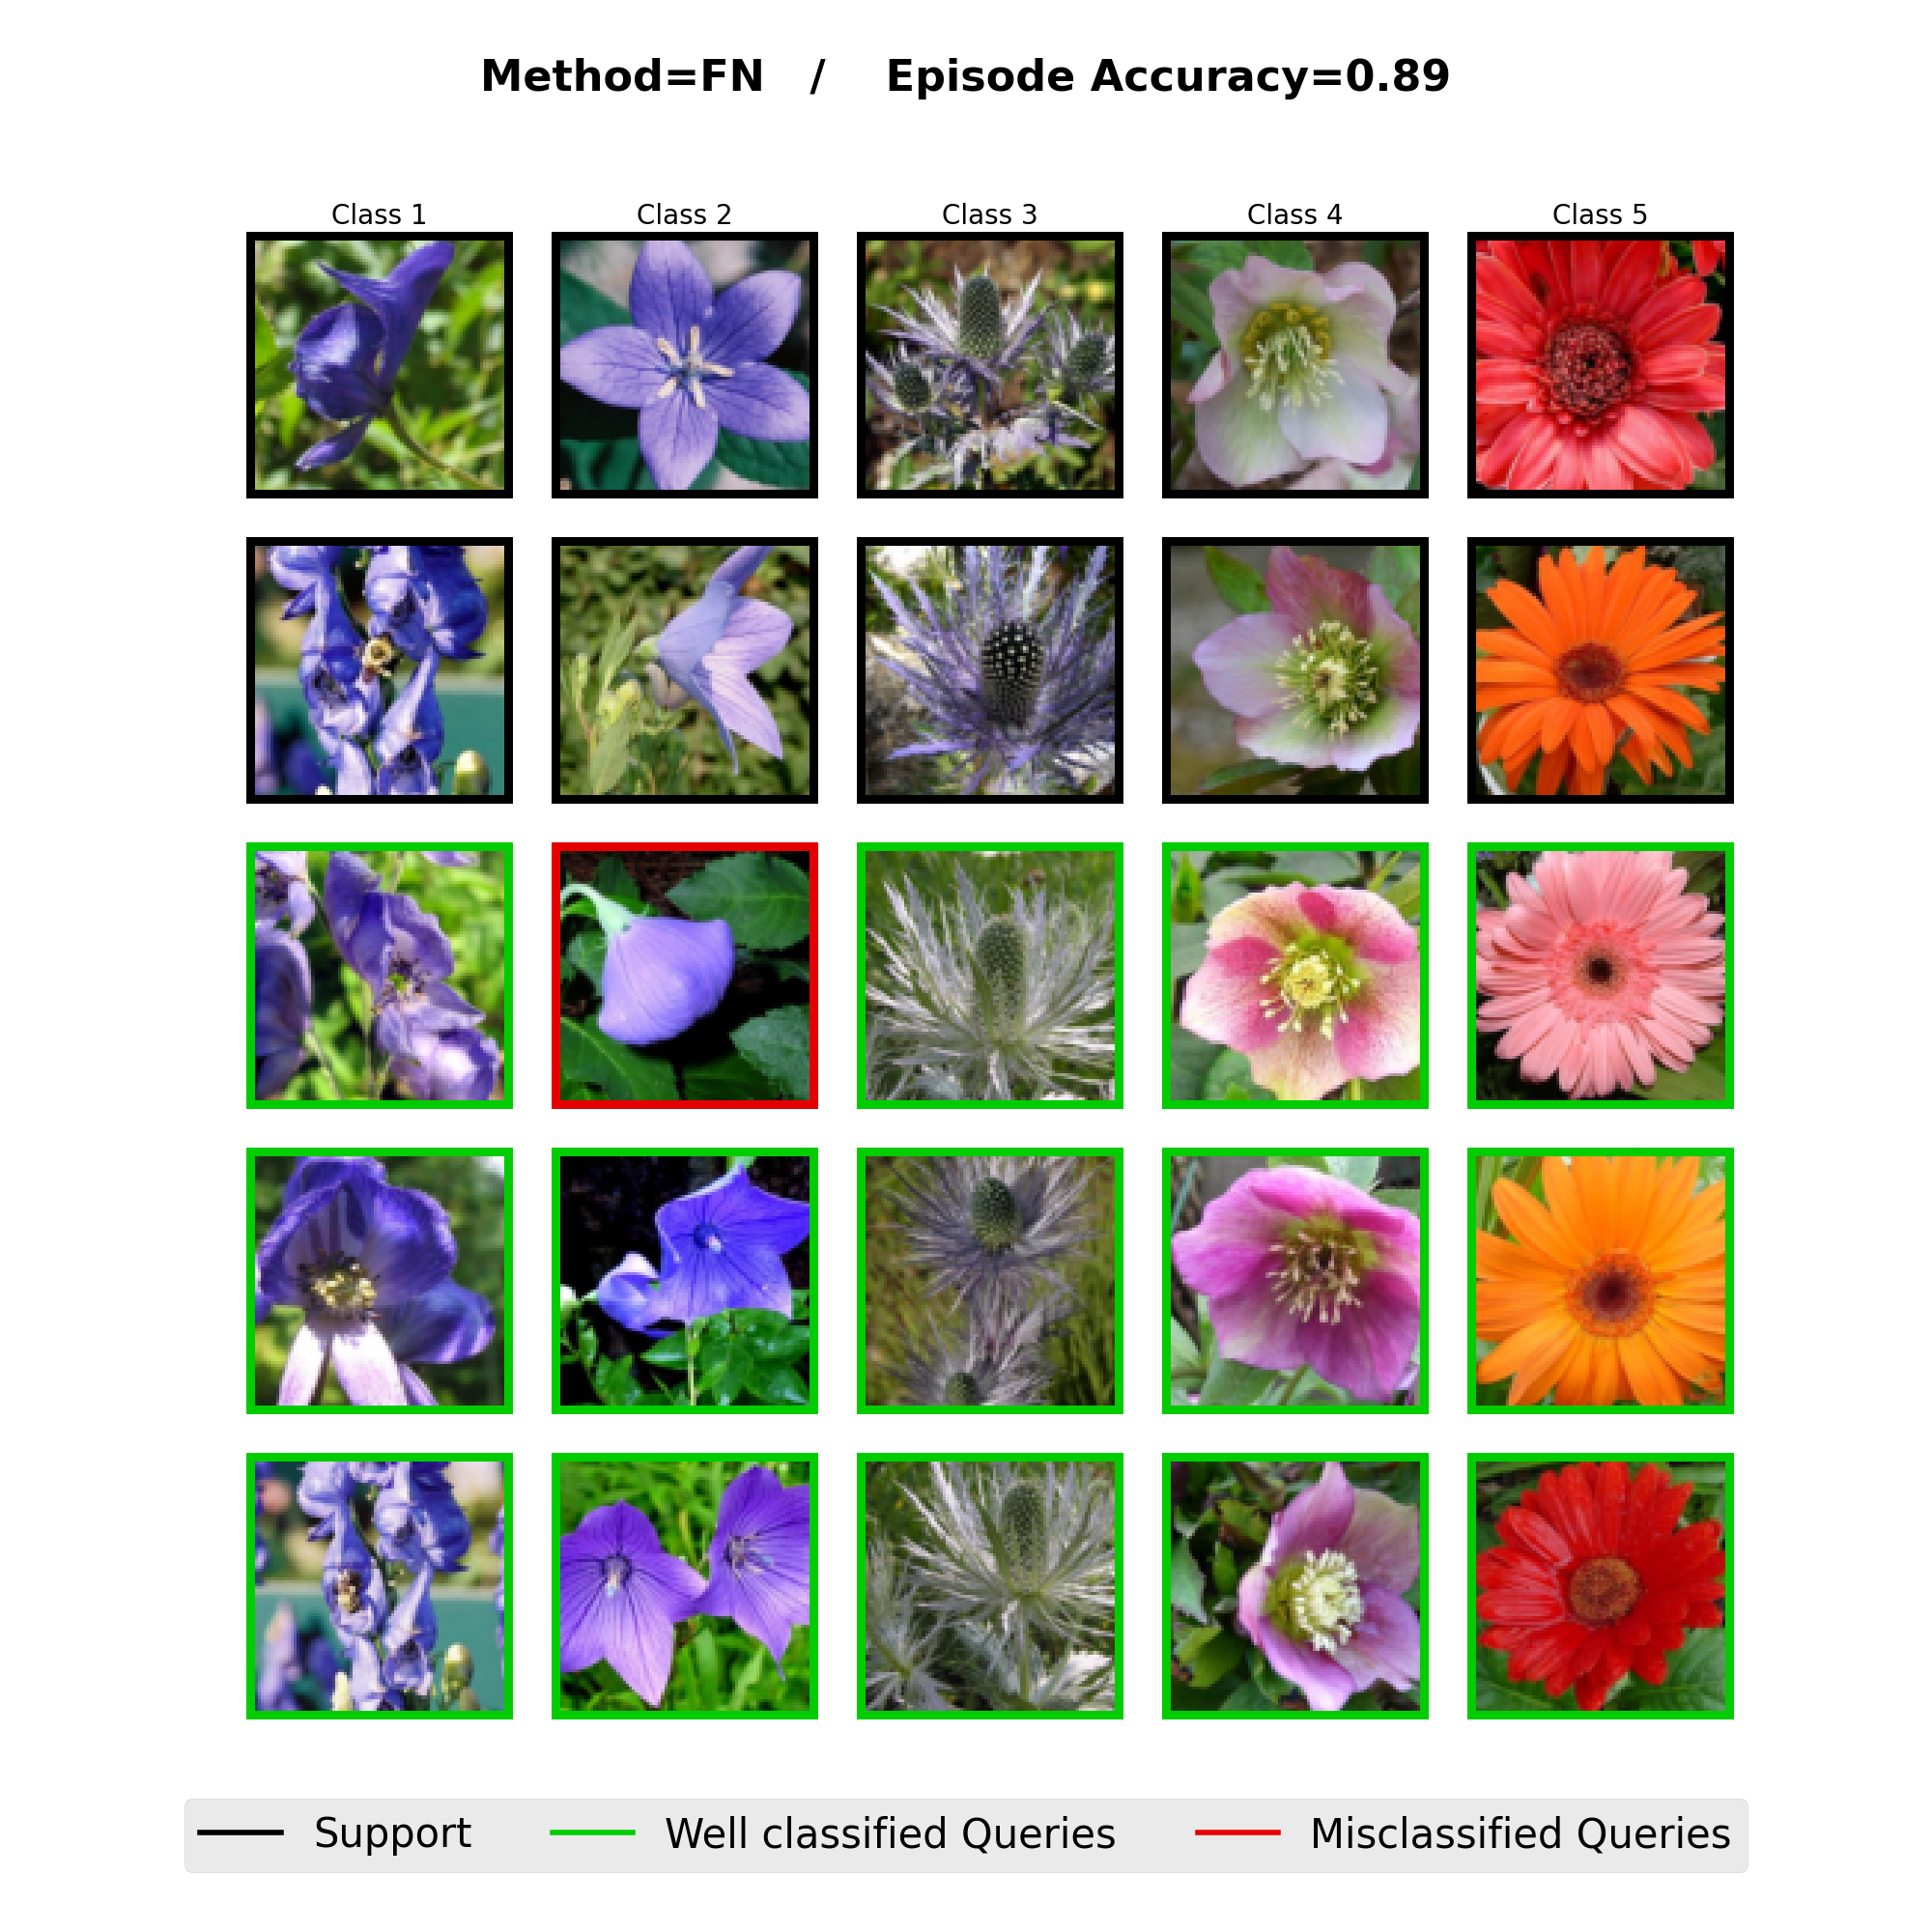 Method=FN / Episode Accuracy=0.89
Class 1 Class 2 Class 3 Class 4 Class 5
Support Well classified Queries Misclassified Queries